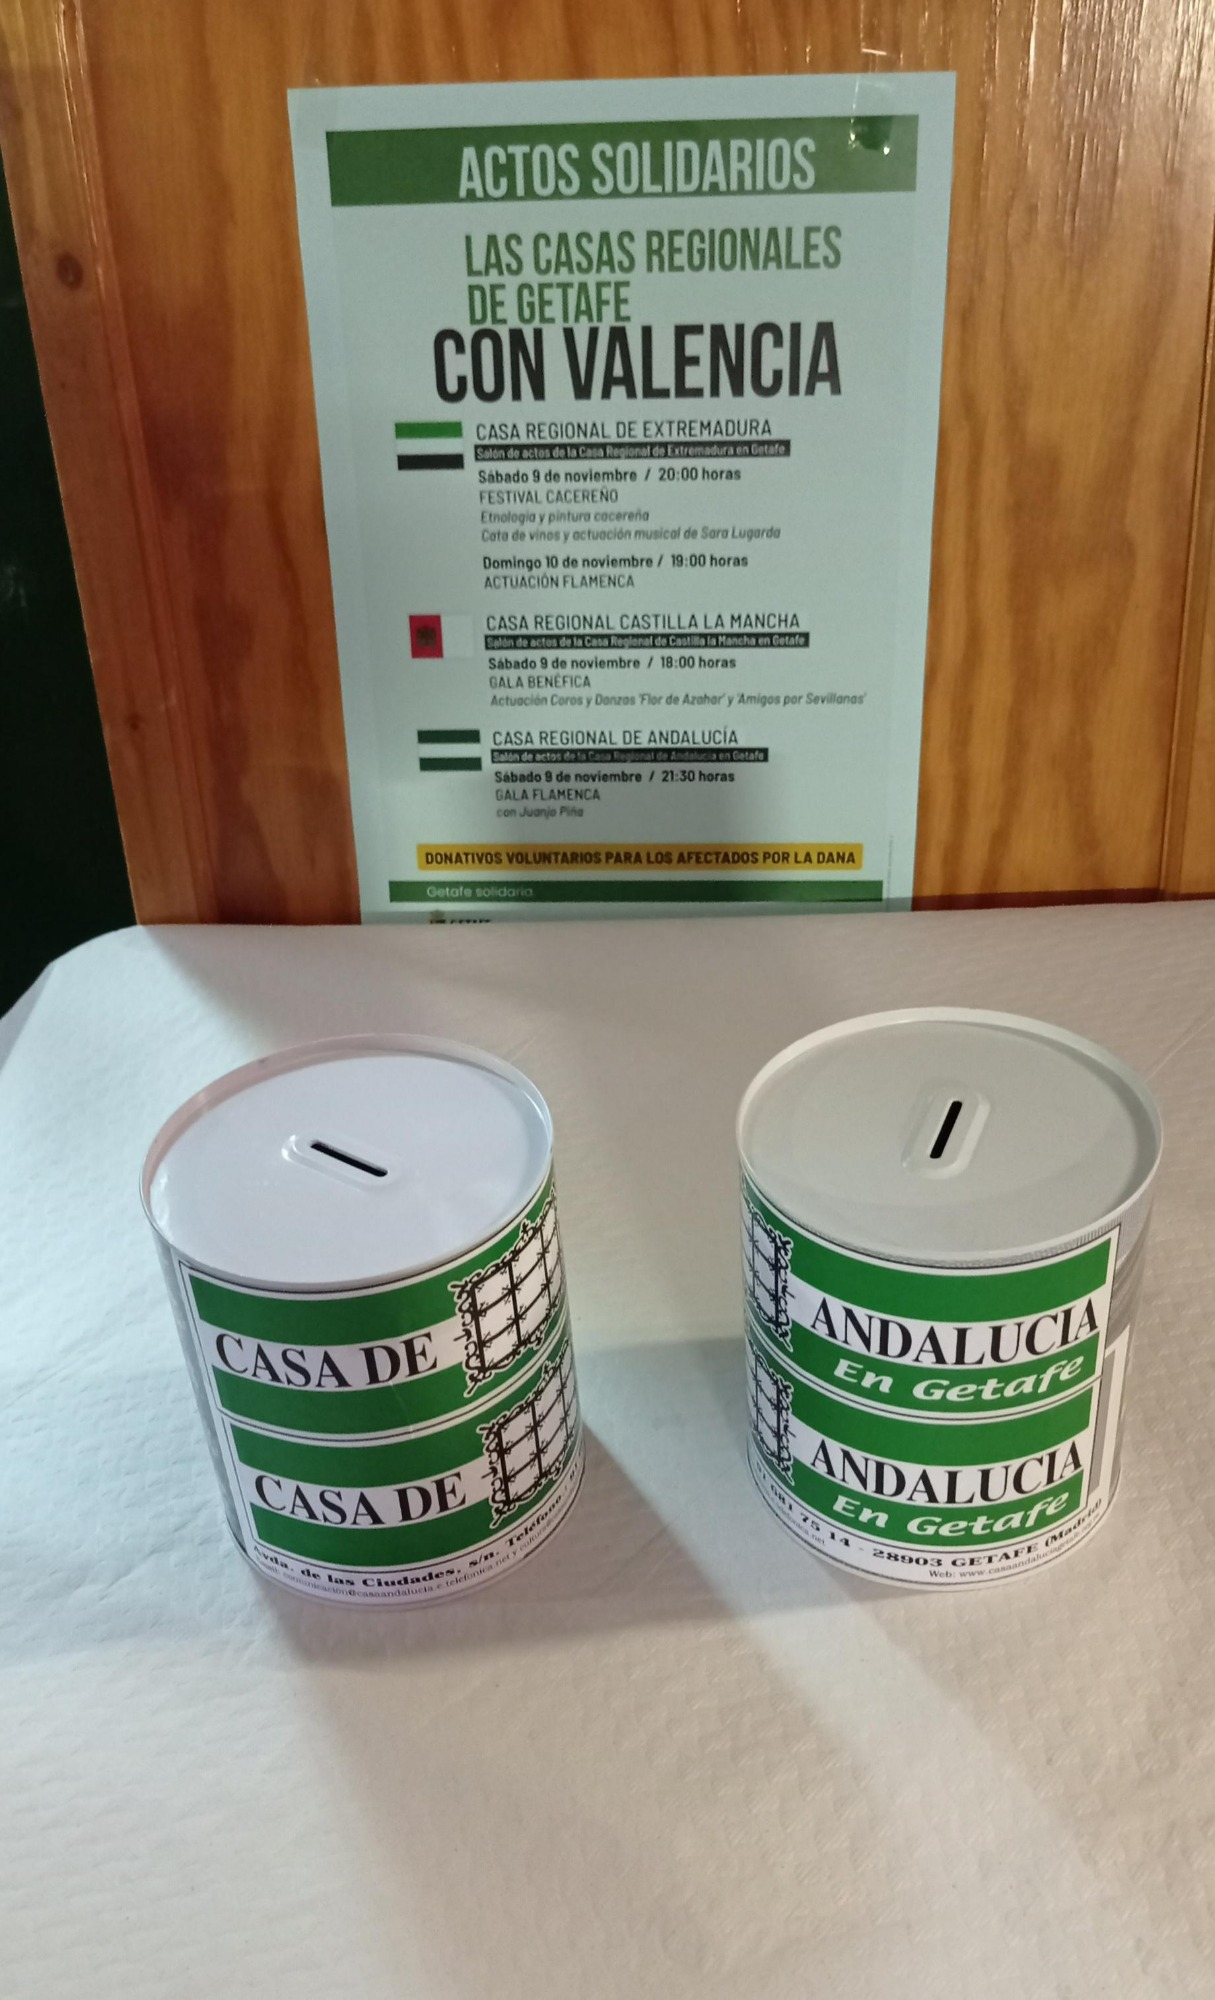 ACTOS SOLIDARIOS
LAS CASAS REGIONALES
DE GETAFE
CON VALENCIA
CASA REGIONAL DE EXTREMADURA
Salón de actos de la Casa Regional de Extremadura en Getafe
Sábado 9 de noviembre / 20:00 horas
FESTIVAL CACEREÑO
Etnología y pintura cacereña
Cata de vinos y actuación musical de Sara Lugarda
Domingo 10 de noviembre / 19:00 horas
ACTUACIÓN FLAMENCA
CASA REGIONAL CASTILLA LA MANCHA
Salón de actos de la Casa Regional de Castilla la Mancha en Getafe
Sábado 9 de noviembre / 18:00 horas
GALA BENÉFICA
Actuación Coros y Danzas 'Flor de Azahar' y 'Amigos por Sevillanas'
CASA REGIONAL DE ANDALUCÍA
Salón de actos de la Casa Regional de Andalucía en Getafe
Sábado 9 de noviembre / 21:30 horas
GALA FLAMENCA
con Juanjo Piña
DONATIVOS VOLUNTARIOS PARA LOS AFECTADOS POR LA DANA
Getafe solidaria
GETAFE
CASA DE
CASA DE
Avda. de las Ciudades, s/n. Teléfono
comunicación@casaandalucia.e.telefonica.net y
ANDALUCIA
En Getafe
ANDALUCIA
En Getafe
681 75 14 - 28903 GETAFE (Madrid)
Web: